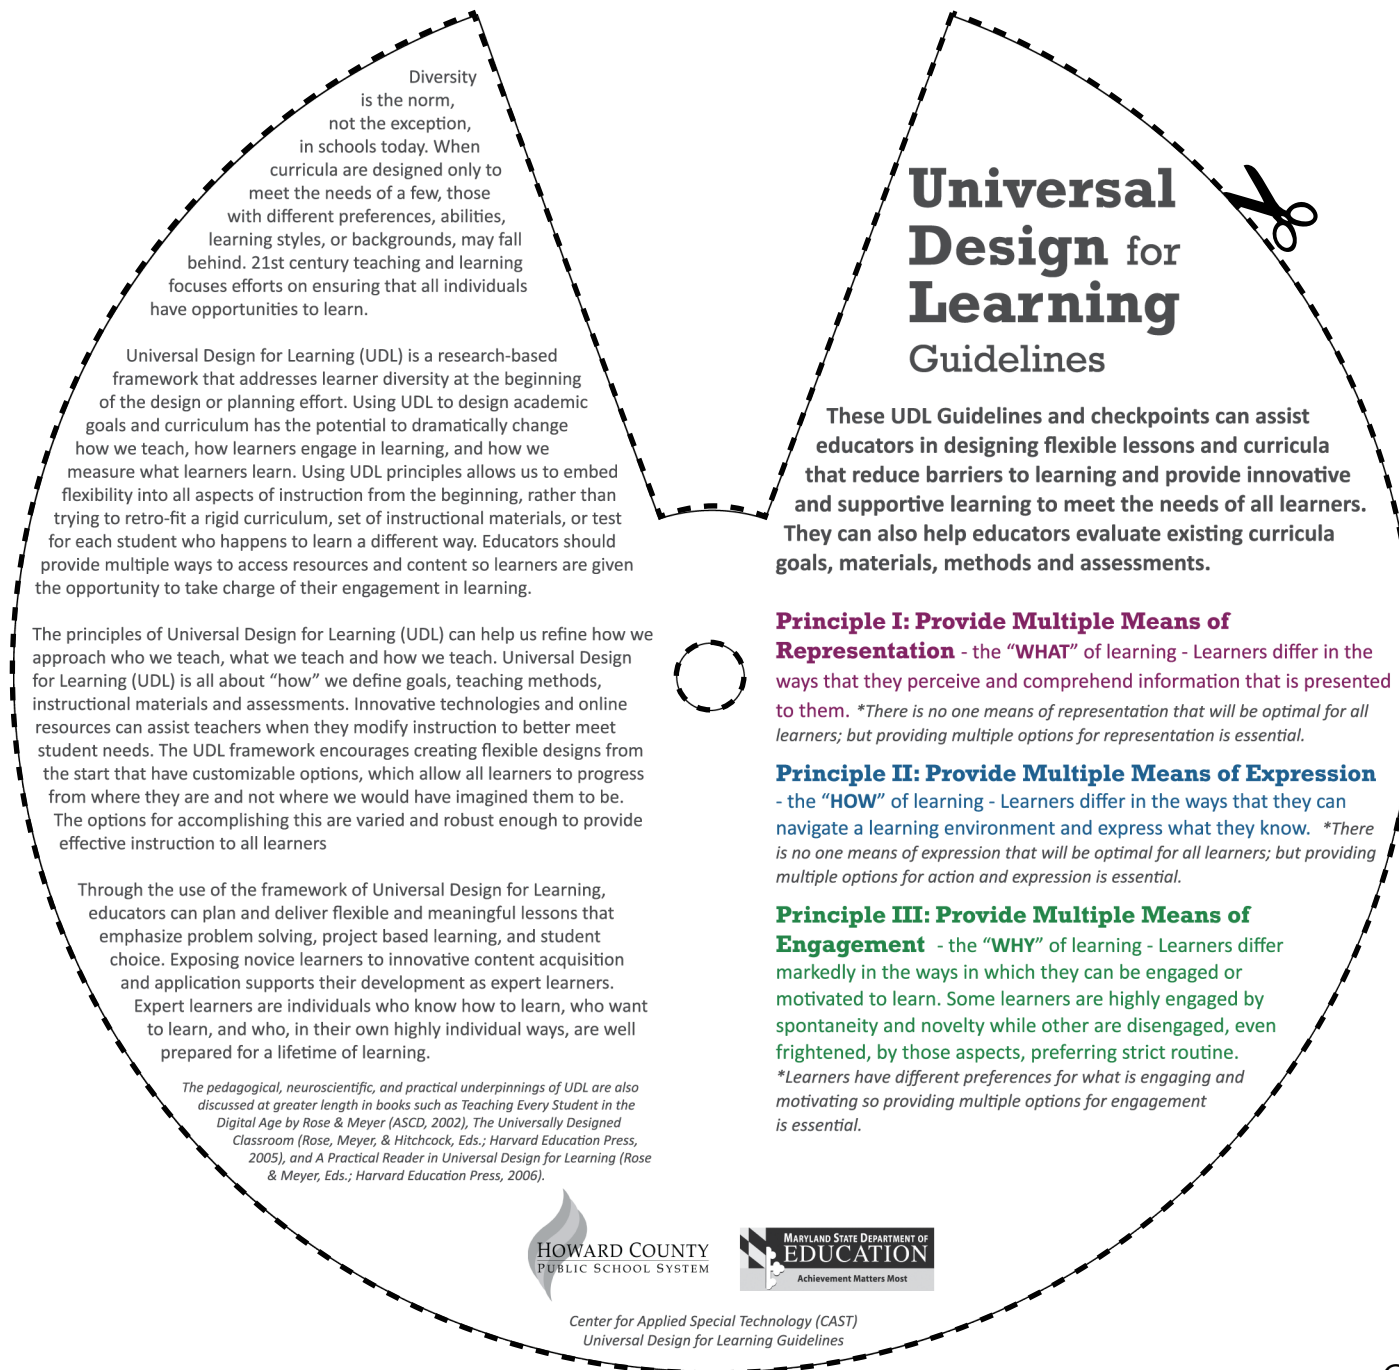 Diversity
is the norm,
not the exception,
in schools today. When
curricula are designed only to
meet the needs of a few, those
with different preferences, abilities,
learning styles, or backgrounds, may fall
behind. 21st century teaching and learning
focuses efforts on ensuring that all individuals
have opportunities to learn.
Universal Design for Learning (UDL) is a research-based
framework that addresses learner diversity at the beginning
of the design or planning effort. Using UDL to design academic
goals and curriculum has the potential to dramatically change
how we teach, how learners engage in learning, and how we
measure what learners learn. Using UDL principles allows us to embed
flexibility into all aspects of instruction from the beginning, rather than
trying to retro-fit a rigid curriculum, set of instructional materials, or test
for each student who happens to learn a different way. Educators should
provide multiple ways to access resources and content so learners are given
the opportunity to take charge of their engagement in learning.
The principles of Universal Design for Learning (UDL) can help us refine how we
approach who we teach, what we teach and how we teach. Universal Design
for Learning (UDL) is all about “how” we define goals, teaching methods,
instructional materials and assessments. Innovative technologies and online
resources can assist teachers when they modify instruction to better meet
student needs. The UDL framework encourages creating flexible designs from
the start that have customizable options, which allow all learners to progress
from where they are and not where we would have imagined them to be.
The options for accomplishing this are varied and robust enough to provide
effective instruction to all learners
Through the use of the framework of Universal Design for Learning,
educators can plan and deliver flexible and meaningful lessons that
emphasize problem solving, project based learning, and student
choice. Exposing novice learners to innovative content acquisition
and application supports their development as expert learners.
Expert learners are individuals who know how to learn, who want
to learn, and who, in their own highly individual ways, are well
prepared for a lifetime of learning.
The pedagogical, neuroscientific, and practical underpinnings of UDL are also
discussed at greater length in books such as Teaching Every Student in the
Digital Age by Rose & Meyer (ASCD, 2002), The Universally Designed
Classroom (Rose, Meyer, & Hitchcock, Eds.; Harvard Education Press,
2005), and A Practical Reader in Universal Design for Learning (Rose
& Meyer, Eds.; Harvard Education Press, 2006).
Universal
Design for
Learning
Guidelines
These UDL Guidelines and checkpoints can assist
educators in designing flexible lessons and curricula
that reduce barriers to learning and provide innovative
and supportive learning to meet the needs of all learners.
They can also help educators evaluate existing curricula
goals, materials, methods and assessments.
Principle I: Provide Multiple Means of
Representation - the “WHAT” of learning - Learners differ in the
ways that they perceive and comprehend information that is presented
to them. *There is no one means of representation that will be optimal for all
learners; but providing multiple options for representation is essential.
Principle II: Provide Multiple Means of Expression
- the “HOW” of learning - Learners differ in the ways that they can
navigate a learning environment and express what they know. *There
is no one means of expression that will be optimal for all learners; but providing
multiple options for action and expression is essential.
Principle III: Provide Multiple Means of
Engagement - the “WHY” of learning - Learners differ
markedly in the ways in which they can be engaged or
motivated to learn. Some learners are highly engaged by
spontaneity and novelty while other are disengaged, even
frightened, by those aspects, preferring strict routine.
*Learners have different preferences for what is engaging and
motivating so providing multiple options for engagement
is essential.
HOWARD COUNTY
PUBLIC SCHOOL SYSTEM
MARYLAND STATE DEPARTMENT OF
EDUCATION
Achievement Matters Most
Center for Applied Special Technology (CAST)
Universal Design for Learning Guidelines